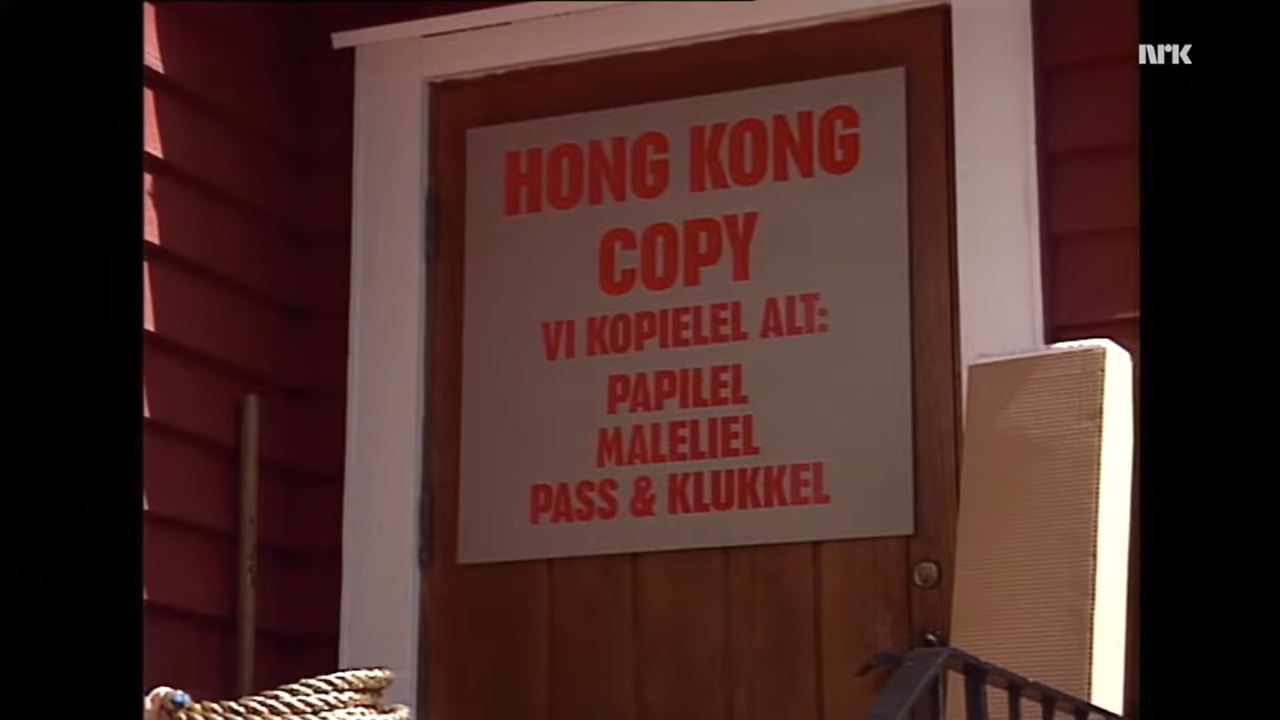 nrk
HONG KONG
COPY
VI KOPIELEL ALT:
PAPILEL
MALELIEL
PASS & KLUKKEL